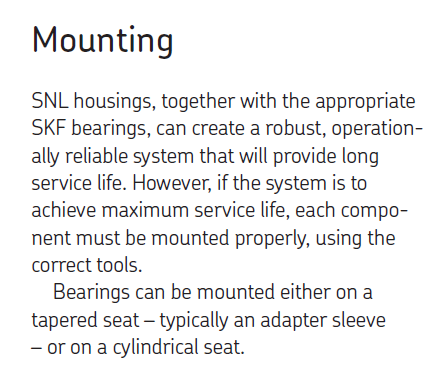 Mounting
SNL housings, together with the appropriate
SKF bearings, can create a robust, operation-
ally reliable system that will provide long
service life. However, if the system is to
achieve maximum service life, each compo-
nent must be mounted properly, using the
correct tools.
Bearings can be mounted either on a
tapered seat – typically an adapter sleeve
– or on a cylindrical seat.